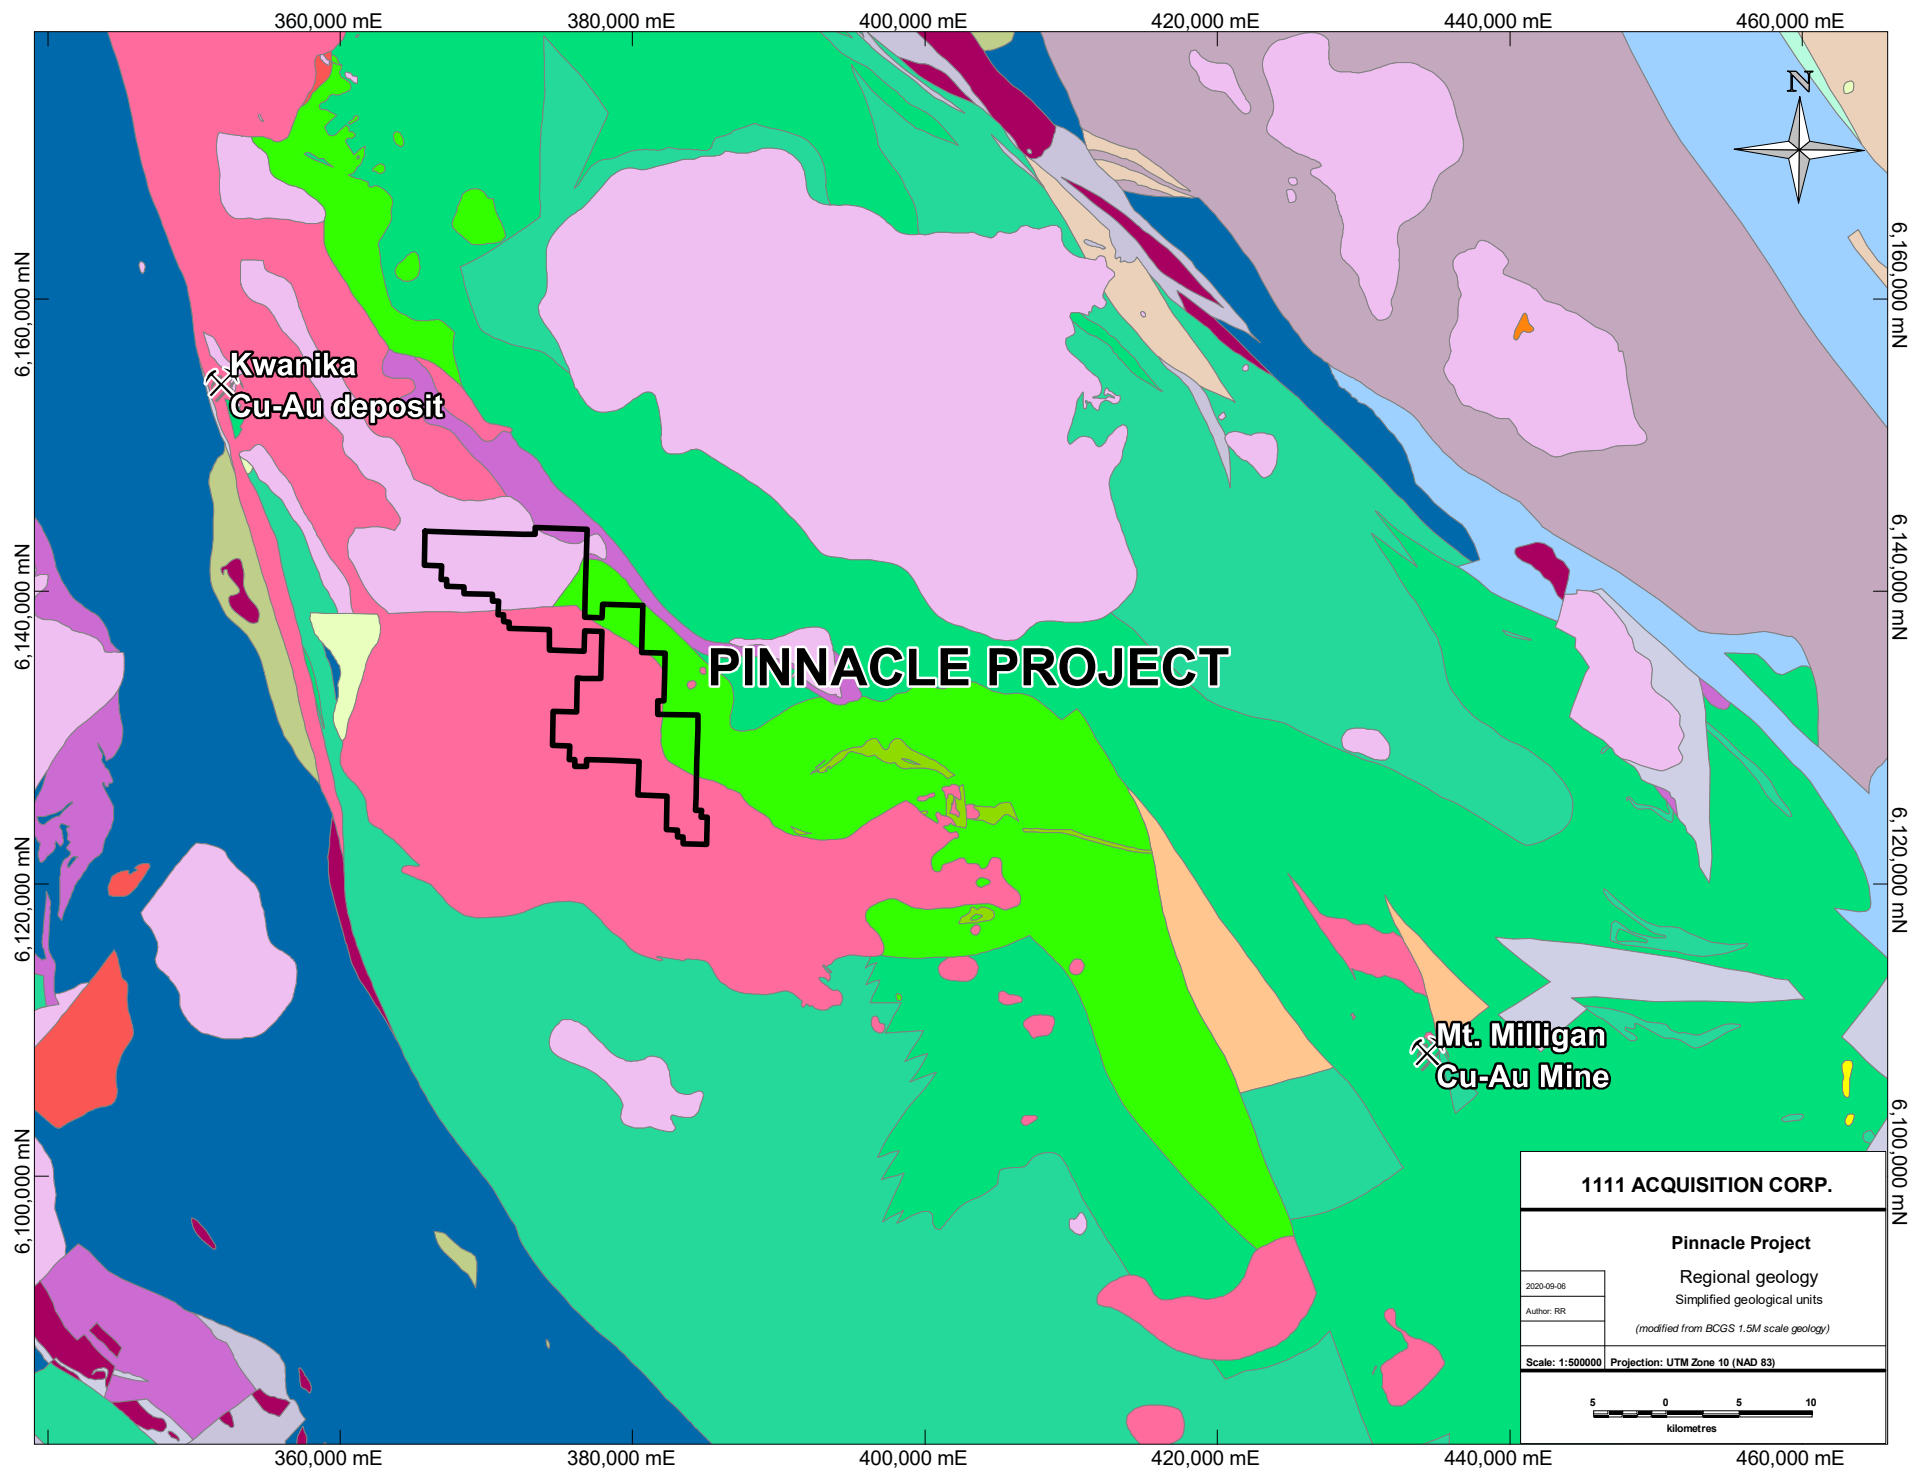 360,000 mE
380,000 mE
400,000 mE
420,000 mE
440,000 mE
460,000 mE
N
6,160,000 mN
6,160,000 mN
Kwanika
Cu-Au deposit
6,140,000 mN
6,140,000 mN
PINNACLE PROJECT
6,120,000 mN
6,120,000 mN
Mt. Milligan
Cu-Au Mine
6,100,000 mN
6,100,000 mN
1111 ACQUISITION CORP.
Pinnacle Project
Regional geology
Simplified geological units
(modified from BCGS 1.5M scale geology)
2020-09-06
Author: RR
Scale: 1:500000
Projection: UTM Zone 10 (NAD 83)
5 0 5 10
kilometres
360,000 mE
380,000 mE
400,000 mE
420,000 mE
440,000 mE
460,000 mE